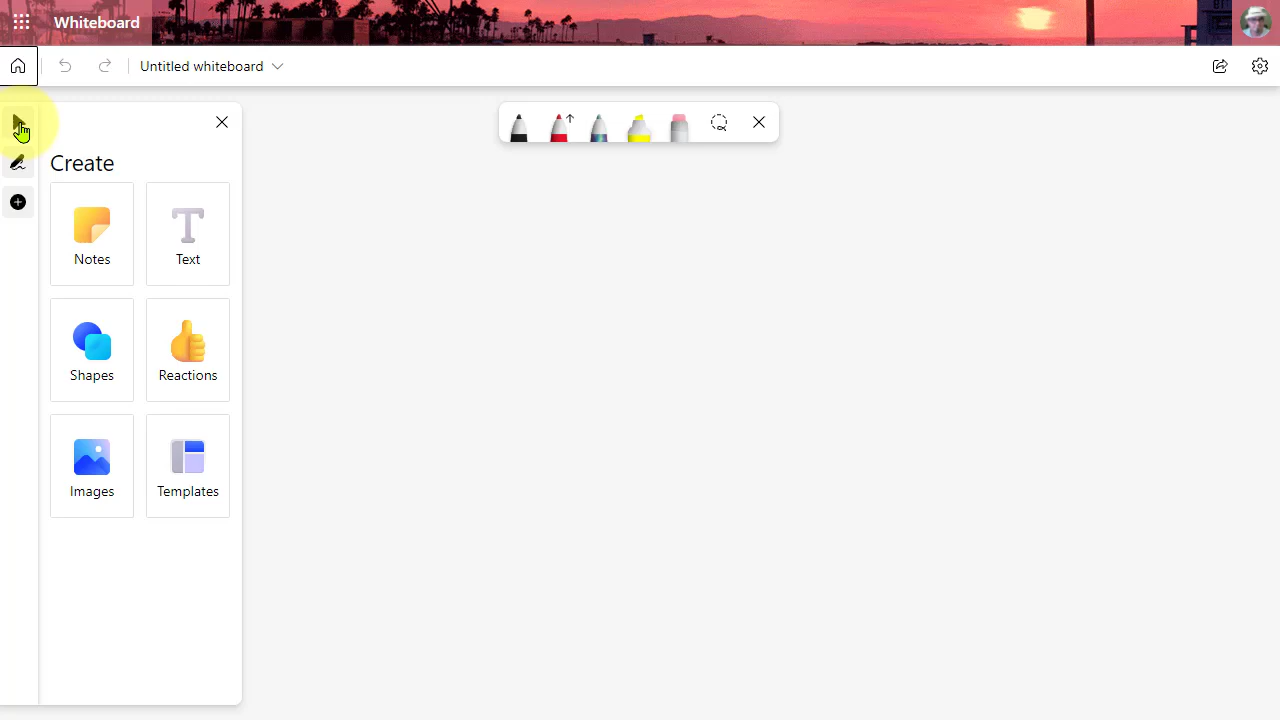 Whiteboard
Untitled whiteboard
Create
Notes
Text
Shapes
Reactions
Images
Templates